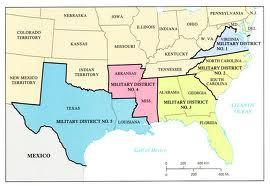 NEBRASKA
IOWA
PENNSYLVANIA
N.J.
COLORADO
TERRITORY
ILLINOIS
INDIANA
OHIO
MD.
DEL.
KANSAS
MISSOURI
VIRGINIA
MILITARY DISTRICT
NO. 1
KENTUCKY
NEW MEXICO
TERRITORY
INDIAN
TERRITORY
TENNESSEE
NORTH CAROLINA
MILITARY DISTRICT
NO. 2
SOUTH CAROLINA
ARKANSAS
MILITARY DISTRICT
NO. 4
MISS.
ALABAMA
GEORGIA
MILITARY DISTRICT
NO. 3
TEXAS
MILITARY DISTRICT NO. 5
LOUISIANA
FLORIDA
ATLANTIC
OCEAN
MEXICO
Gulf of Mexico